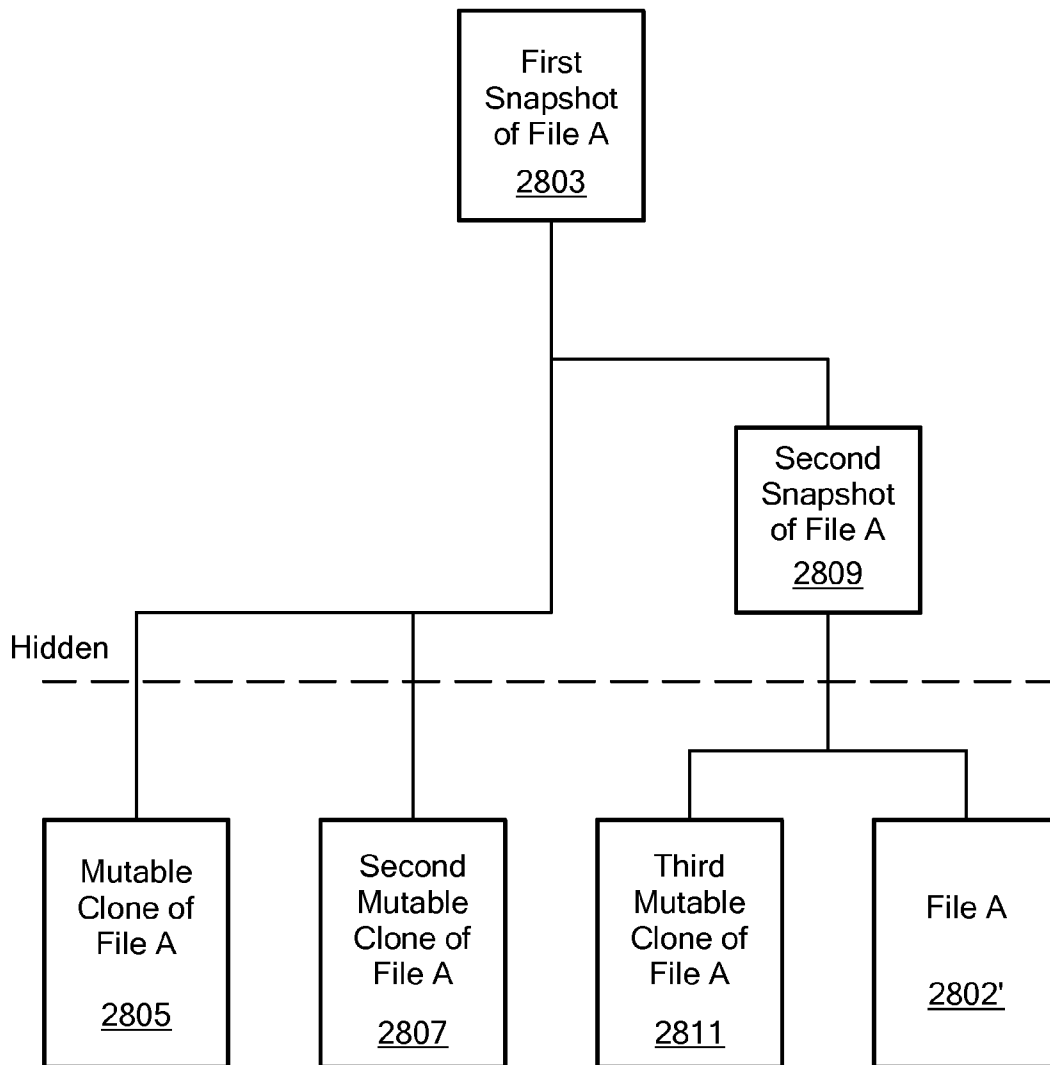 First
Snapshot
of File A
2803
Second
Snapshot
of File A
2809
Hidden
Mutable
Clone of
File A
2805
Second
Mutable
Clone of
File A
2807
Third
Mutable
Clone of
File A
2811
File A
2802'